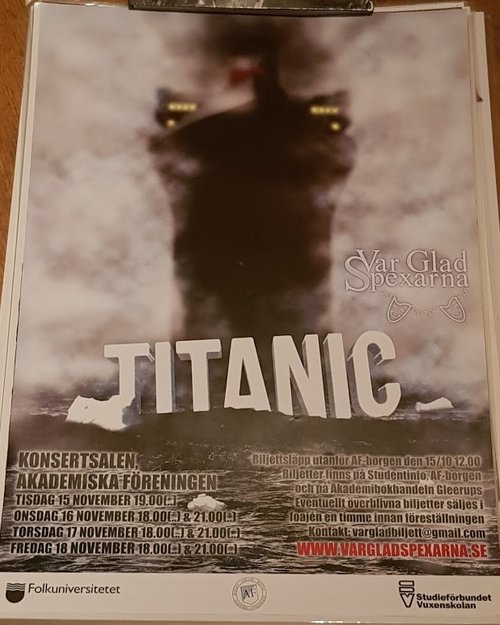 Var Glad
Spexarna
TITANIC
KONSERTSALEN,
AKADEMISKA FÖRENINGEN
TISDAG 15 NOVEMBER 19.00(..)
ONSDAG 16 NOVEMBER 18.00(..) & 21.00(..)
TORSDAG 17 NOVEMBER 18.00(..) & 21.00(..)
FREDAG 18 NOVEMBER 18.00(..) & 21.00(..)
Biljettsläpp utanför AF-borgen den 15/10 12.00
Biljetter finns på Studentinfo, AF-borgen
och på Akademibokhandeln Gleerups
Eventuellt överblivna biljetter säljes i
foajén en timme innan föreställningen
Kontakt: vargladbiljett@gmail.com
WWW.VARGLADSPEXARNA.SE
Folkuniversitetet
AF
SV
Studieförbundet
Vuxenskolan